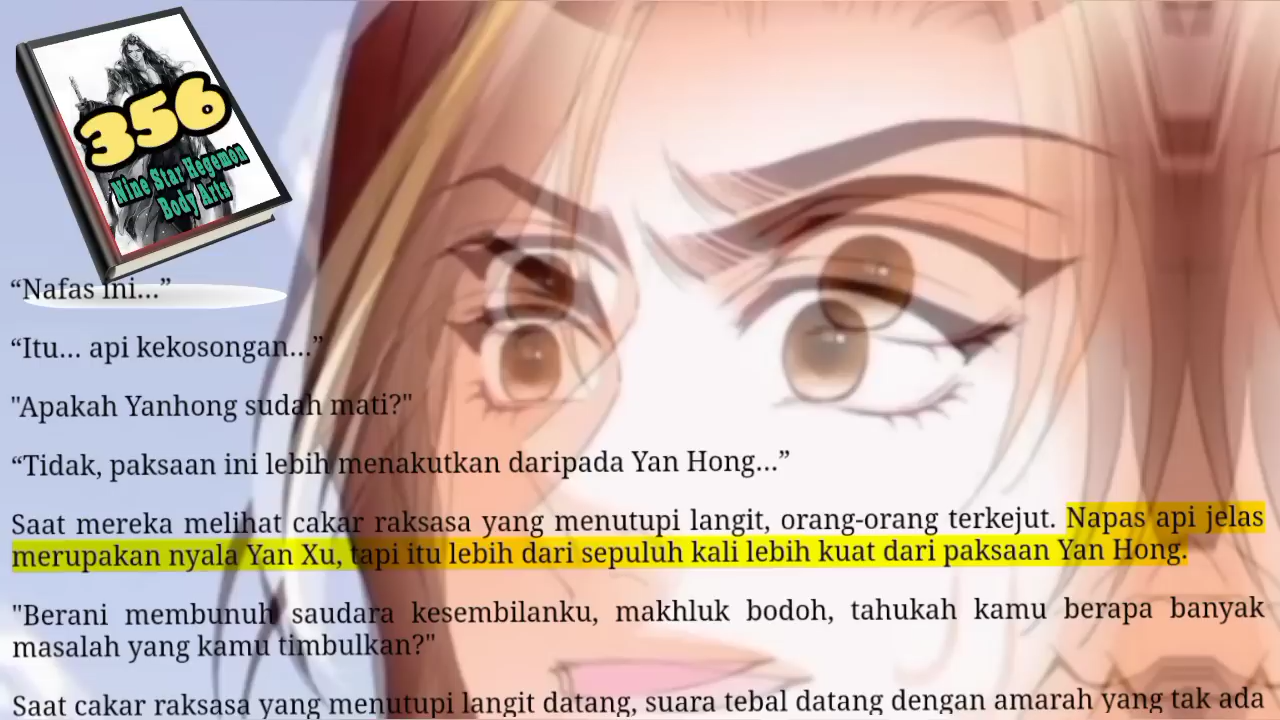 356
Nine Star Hegemon
Body Arts
“Nafas ini...”
“Itu... api kekosongan...”
"Apakah Yanhong sudah mati?"
“Tidak, paksaan ini lebih menakutkan daripada Yan Hong...”
Saat mereka melihat cakar raksasa yang menutupi langit, orang-orang terkejut. Napas api jelas
merupakan nyala Yan Xu, tapi itu lebih dari sepuluh kali lebih kuat dari paksaan Yan Hong.
"Berani membunuh saudara kesembilanku, makhluk bodoh, tahukah kamu berapa banyak
masalah yang kamu timbulkan?"
Saat cakar raksasa yang menutupi langit datang, suara tebal datang dengan amarah yang tak ada